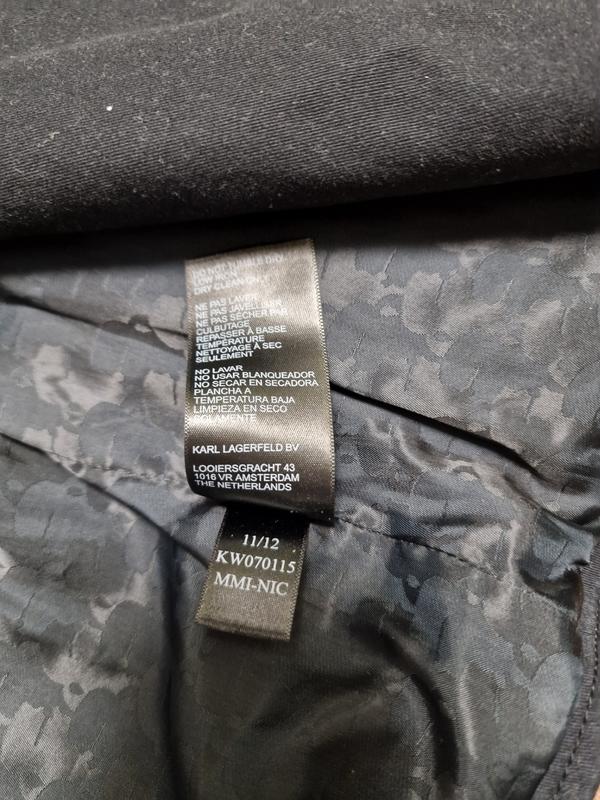 DO NOT TUMBLE DRY
LOW IRON
DRY CLEAN ONLY
NE PAS LAVER
NE PAS JAVELLISER
NE PAS SÉCHER PAR
CULBUTAGE
REPASSER À BASSE
TEMPÉRATURE
NETTOYAGE À SEC
SEULEMENT
NO LAVAR
NO USAR BLANQUEADOR
NO SECAR EN SECADORA
PLANCHA A
TEMPERATURA BAJA
LIMPIEZA EN SECO
SOLAMENTE
KARL LAGERFELD BV
LOOIERSGRACHT 43
1016 VR AMSTERDAM
THE NETHERLANDS
11/12
KW070115
MMI-NIC